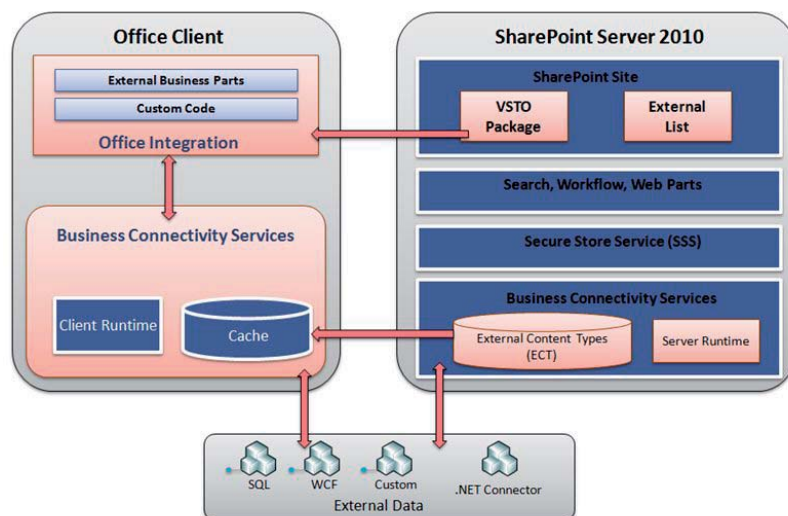 Office Client
External Business Parts
Custom Code
Office Integration
Business Connectivity Services
Client Runtime
Cache
SharePoint Server 2010
SharePoint Site
VSTO
Package
External
List
Search, Workflow, Web Parts
Secure Store Service (SSS)
Business Connectivity Services
External Content Types
(ECT)
Server Runtime
SQL
WCF
Custom
.NET Connector
External Data